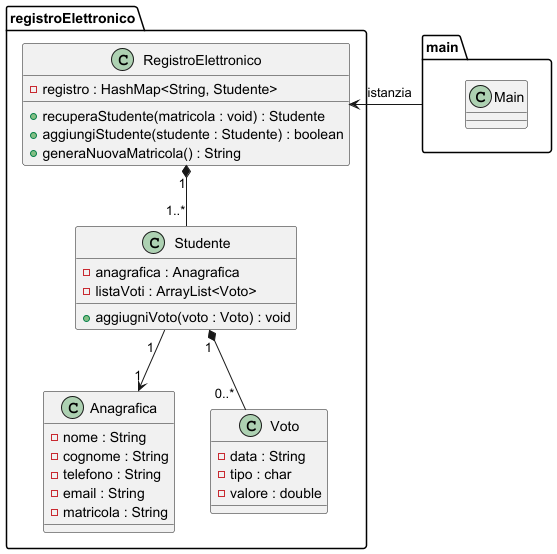 registroElettronico
C RegistroElettronico
registro : HashMap<String, Studente>
recuperaStudente(matricola : void) : Studente
aggiungiStudente(studente : Studente) : boolean
generaNuovaMatricola() : String
main
C Main
istanzia
1
1..*
C Studente
anagrafica : Anagrafica
listaVoti : ArrayList<Voto>
aggiugniVoto(voto : Voto) : void
1
1
1
0..*
C Anagrafica
nome : String
cognome : String
telefono : String
email : String
matricola : String
C Voto
data : String
tipo : char
valore : double